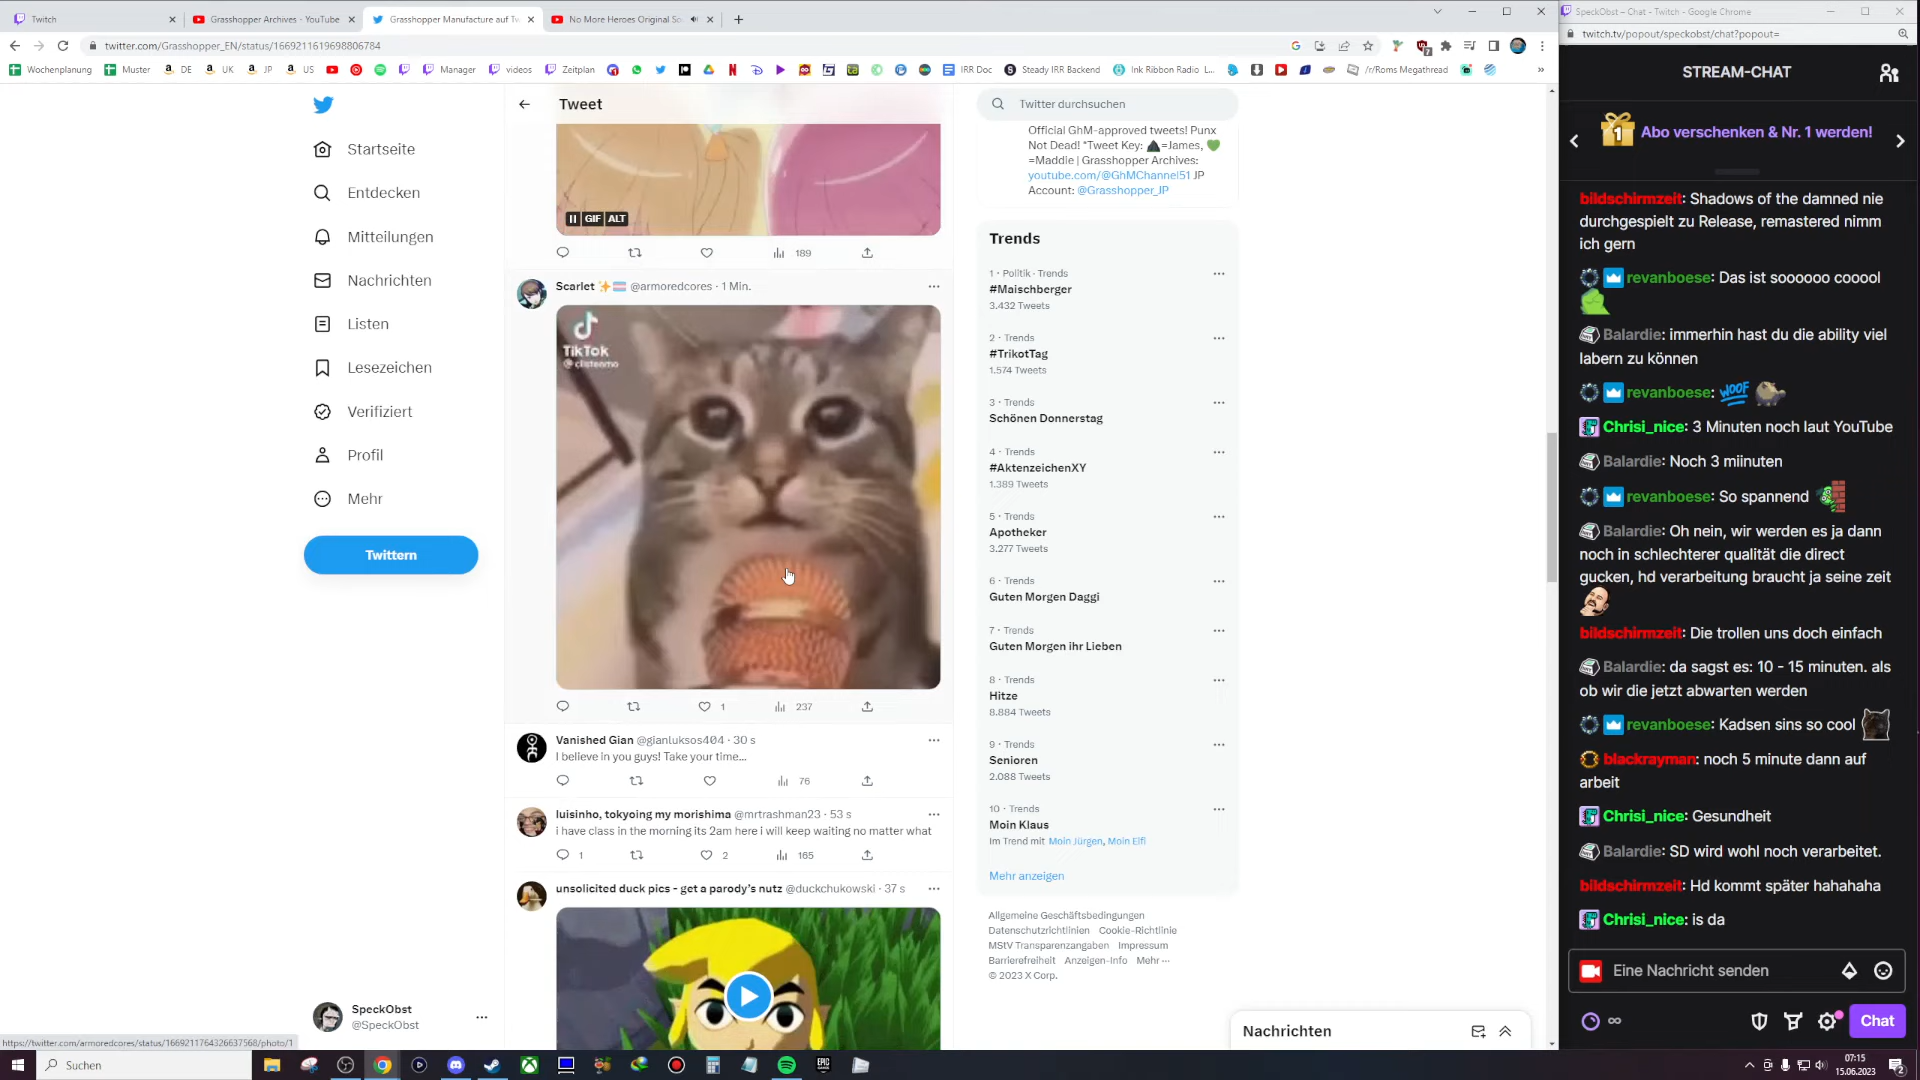 Twitch
Grasshopper Archives - YouTube
Grasshopper Manufacture auf Tw
No More Heroes Original So
SpeckObst – Chat - Twitch - Google Chrome
twitter.com/Grasshopper_EN/status/1669211619698806784
twitch.tv/popout/speckobst/chat?popout=
Wochenplanung
Muster
DE
UK
JP
US
Manager
videos
Zeitplan
IRR Doc
Steady IRR Backend
Ink Ribbon Radio L...
/r/Roms Megathread
Startseite
Entdecken
Mitteilungen
Nachrichten
Listen
Lesezeichen
Verifiziert
Profil
Mehr
Twittern
SpeckObst
@SpeckObst
https://twitter.com/armoredcores/status/1669211764326637568/photo/1
Tweet
GIF ALT
189
Scarlet @armoredcores · 1 Min.
TikTok
1 237
Vanished Gian @gianluksos404 · 30 s
I believe in you guys! Take your time...
76
luisinho, tokyoing my morishima @mrtrashman23 · 53 s
i have class in the morning its 2am here i will keep waiting no matter what
1 2 165
unsolicited duck pics - get a parody's nutz @duckchukowski · 37 s
Twitter durchsuchen
Official GhM-approved tweets! Punx
Not Dead! *Tweet Key: =James,
=Maddie | Grasshopper Archives:
youtube.com/@GhMChannel51 JP
Account: @Grasshopper_JP
Trends
1 · Politik · Trends
#Maischberger
3.432 Tweets
2 · Trends
#TrikotTag
1.574 Tweets
3 · Trends
Schönen Donnerstag
4 · Trends
#AktenzeichenXY
1.389 Tweets
5 · Trends
Apotheker
3.277 Tweets
6 · Trends
Guten Morgen Daggi
7 · Trends
Guten Morgen ihr Lieben
8 · Trends
Hitze
8.884 Tweets
9 · Trends
Senioren
2.088 Tweets
10 · Trends
Moin Klaus
Im Trend mit Moin Jürgen, Moin Elfi
Mehr anzeigen
Allgemeine Geschäftsbedingungen
Datenschutzrichtlinien Cookie-Richtlinie
MStV Transparenzangaben Impressum
Barrierefreiheit Anzeigen-Info Mehr ···
© 2023 X Corp.
Nachrichten
STREAM-CHAT
1 Abo verschenken & Nr. 1 werden!
bildschirmzeit: Shadows of the damned nie
durchgespielt zu Release, remastered nimm
ich gern
revanboese: Das ist soooooo cooool
Balardie: immerhin hast du die ability viel
labern zu können
revanboese: WOOF
Chrisi_nice: 3 Minuten noch laut YouTube
Balardie: Noch 3 miinuten
revanboese: So spannend
Balardie: Oh nein, wir werden es ja dann
noch in schlechterer qualität die direct
gucken, hd verarbeitung braucht ja seine zeit
bildschirmzeit: Die trollen uns doch einfach
Balardie: da sagst es: 10 - 15 minuten. als
ob wir die jetzt abwarten werden
revanboese: Kadsen sins so cool
blackrayman: noch 5 minute dann auf
arbeit
Chrisi_nice: Gesundheit
Balardie: SD wird wohl noch verarbeitet.
bildschirmzeit: Hd kommt später hahahaha
Chrisi_nice: is da
Eine Nachricht senden
Chat
Suchen
EPIC
07:15
15.06.2023
2